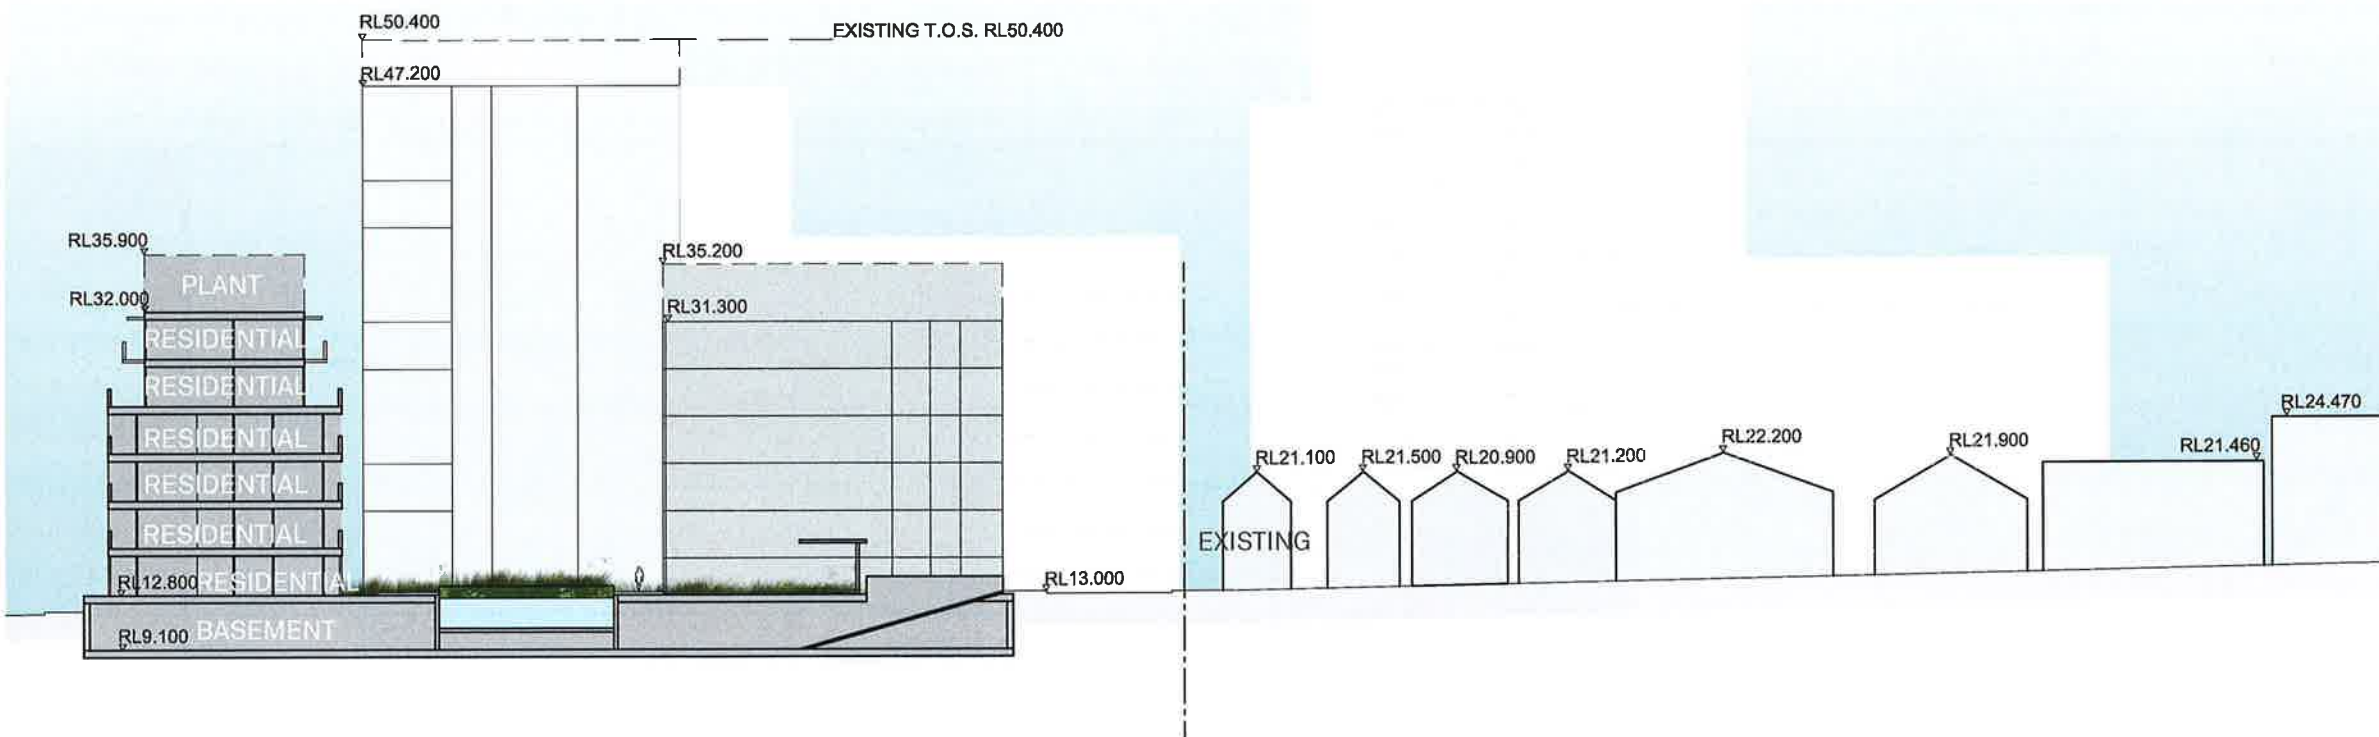 RL50.400
EXISTING T.O.S. RL50.400
RL47.200
RL35.900
RL35.200
PLANT
RL32.000
RL31.300
RESIDENTIAL
RESIDENTIAL
RL24.470
RESIDENTIAL
RL22.200
RL21.900
RL21.460
RL21.100
RL21.500
RL20.900
RL21.200
RESIDENTIAL
RESIDENTIAL
EXISTING
RL12.800
RESIDENTIAL
RL13.000
RL9.100
BASEMENT